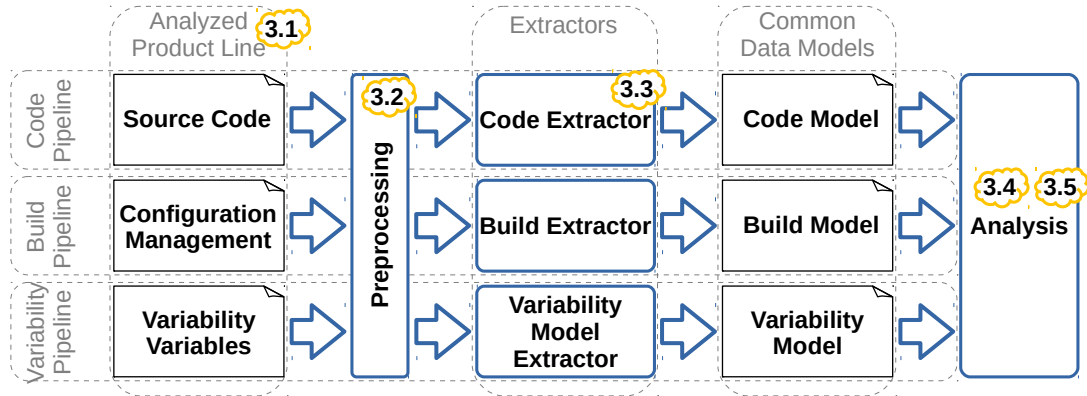 Analyzed
Product Line
3.1
Extractors
Common
Data Models
Code
Pipeline
Source Code
3.2
Preprocessing
3.3
Code Extractor
Code Model
3.4
3.5
Analysis
Build
Pipeline
Configuration
Management
Build Extractor
Build Model
Variability
Pipeline
Variability
Variables
Variability
Model
Extractor
Variability
Model